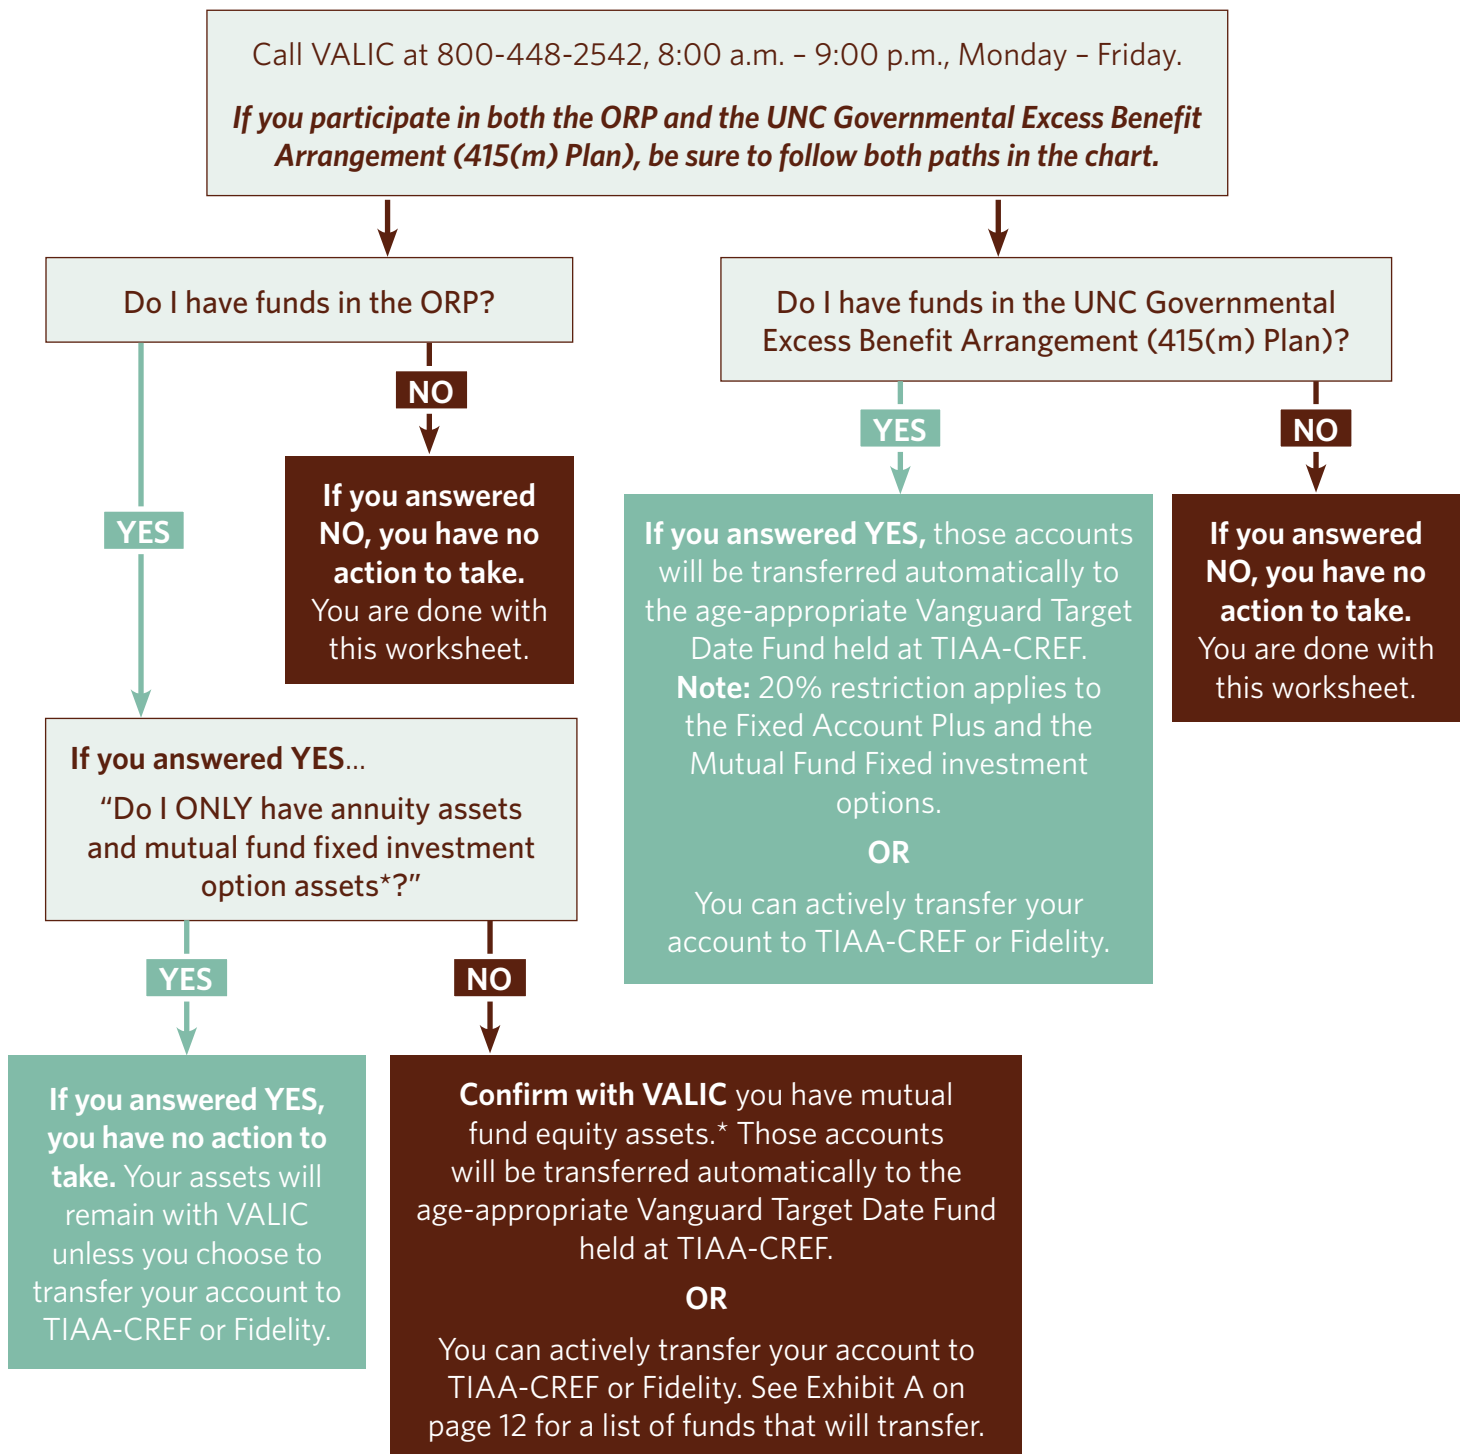 Call VALIC at 800-448-2542, 8:00 a.m. – 9:00 p.m., Monday – Friday.
If you participate in both the ORP and the UNC Governmental Excess Benefit
Arrangement (415(m) Plan), be sure to follow both paths in the chart.
Do I have funds in the ORP?
NO
If you answered
NO, you have no
action to take.
You are done with
this worksheet.
YES
If you answered YES...
“Do I ONLY have annuity assets
and mutual fund fixed investment
option assets*?”
YES
If you answered YES,
you have no action to
take. Your assets will
remain with VALIC
unless you choose to
transfer your account to
TIAA-CREF or Fidelity.
NO
Confirm with VALIC you have mutual
fund equity assets.* Those accounts
will be transferred automatically to the
age-appropriate Vanguard Target Date Fund
held at TIAA-CREF.
OR
You can actively transfer your account to
TIAA-CREF or Fidelity. See Exhibit A on
page 12 for a list of funds that will transfer.
Do I have funds in the UNC Governmental
Excess Benefit Arrangement (415(m) Plan)?
YES
If you answered YES, those accounts
will be transferred automatically to
the age-appropriate Vanguard Target
Date Fund held at TIAA-CREF.
Note: 20% restriction applies to
the Fixed Account Plus and the
Mutual Fund Fixed investment
options.
OR
You can actively transfer your
account to TIAA-CREF or Fidelity.
NO
If you answered
NO, you have no
action to take.
You are done with
this worksheet.